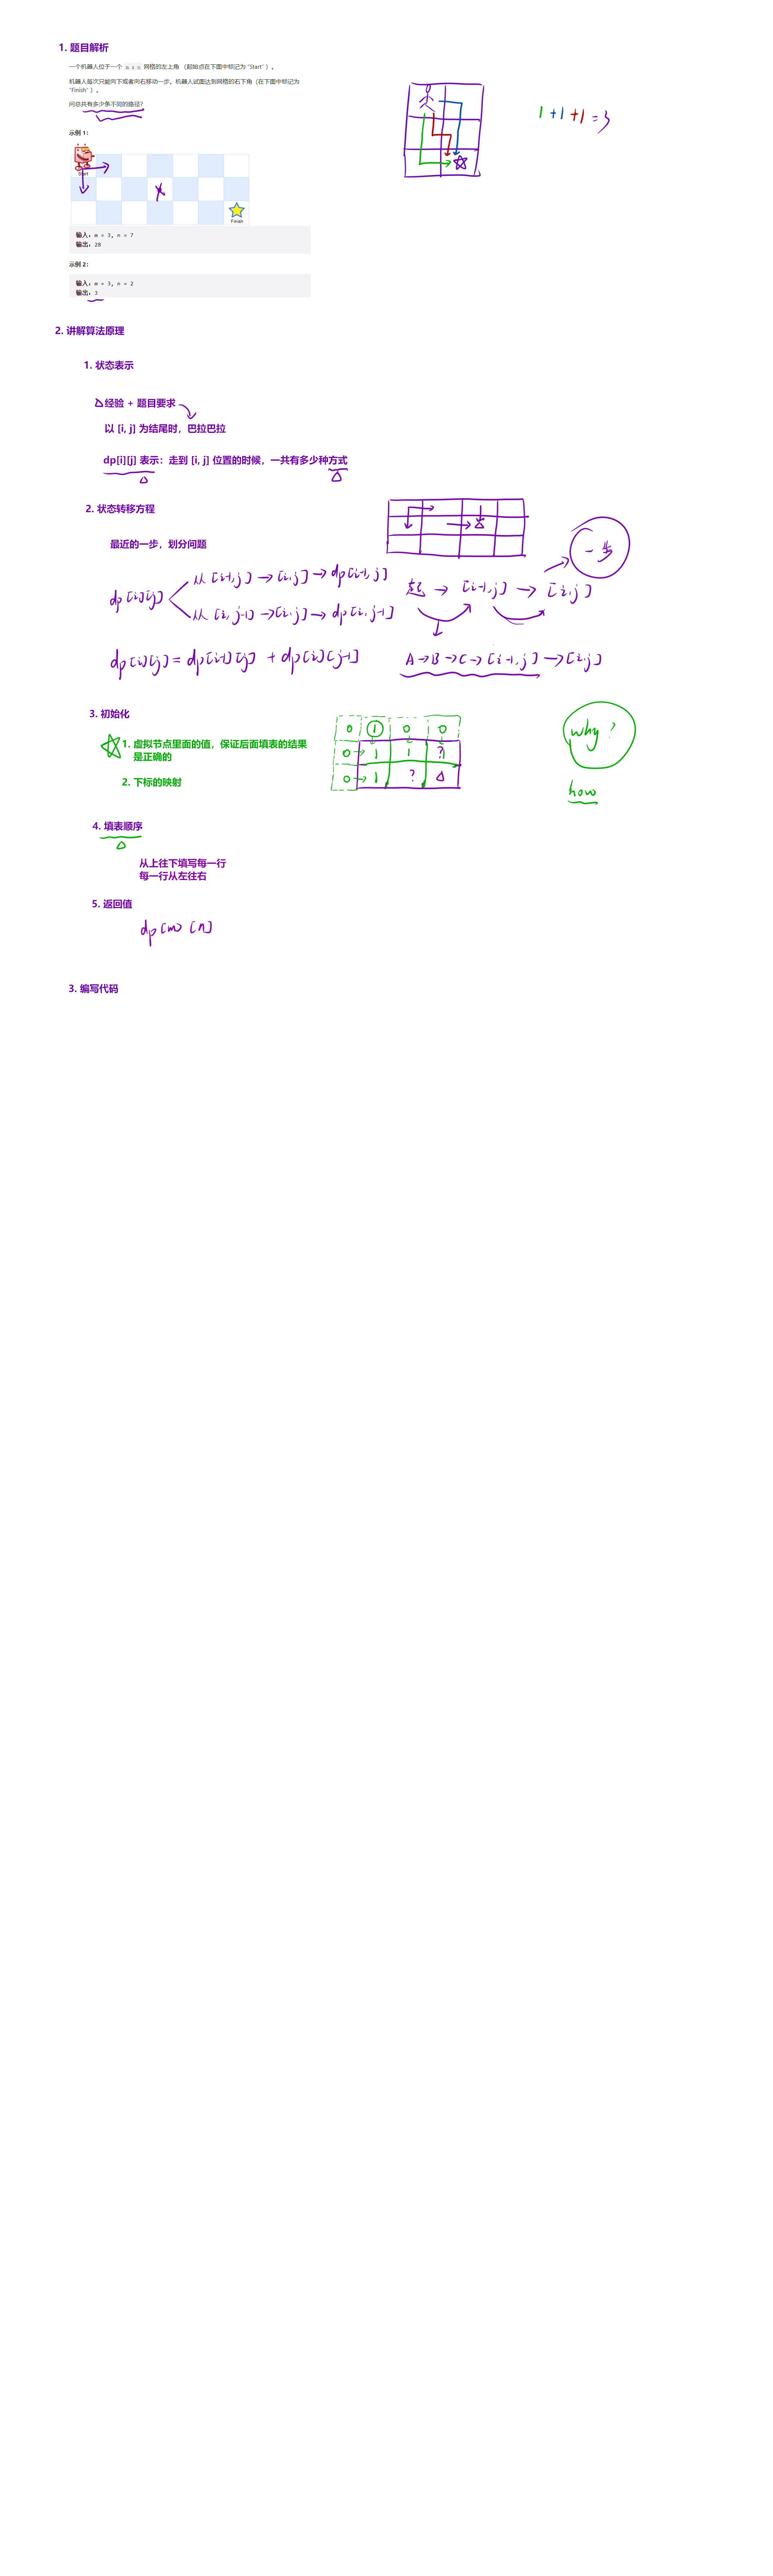 1. 题目解析
一个机器人位于一个 m x n 网格的左上角 （起始点在下图中标记为 "Start" ）。
机器人每次只能向下或者向右移动一步。机器人试图达到网格的右下角（在下图中标记为
"Finish" ）。
问总共有多少条不同的路径？
1 + 1 + 1 = 3
示例 1：
Start
Finish
输入：m = 3, n = 7
输出：28
示例 2：
输入：m = 3, n = 2
输出：3
2. 讲解算法原理
1. 状态表示
经验 + 题目要求
以 [i, j] 为结尾时，巴拉巴拉
dp[i][j] 表示：走到 [i, j] 位置的时候，一共有多少种方式
2. 状态转移方程
最近的一步，划分问题
一步
dp[i][j]
从 [i-1, j] → [i, j] → dp[i-1, j]
从 [i, j-1] → [i, j] → dp[i, j-1]
起 → [i-1, j] → [i, j]
dp[i][j] = dp[i-1][j] + dp[i][j-1]
A → B → C → [i-1, j] → [i, j]
3. 初始化
1. 虚拟节点里面的值，保证后面填表的结果
是正确的
2. 下标的映射
0 1 0 0
0 → 1 1 1 ?
0 → 1 ?
why ?
how
4. 填表顺序
从上往下填写每一行
每一行从左往右
5. 返回值
dp[m][n]
3. 编写代码